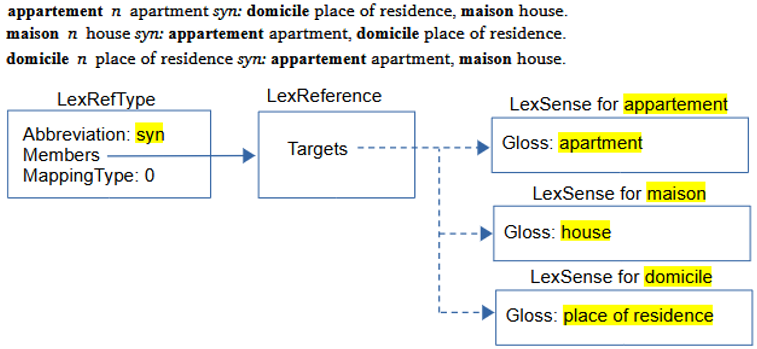 appartement n apartment syn: domicile place of residence, maison house.
maison n house syn: appartement apartment, domicile place of residence.
domicile n place of residence syn: appartement apartment, maison house.
LexRefType
LexReference
LexSense for appartement
Abbreviation: syn
Members
MappingType: 0
Targets
Gloss: apartment
LexSense for maison
Gloss: house
LexSense for domicile
Gloss: place of residence